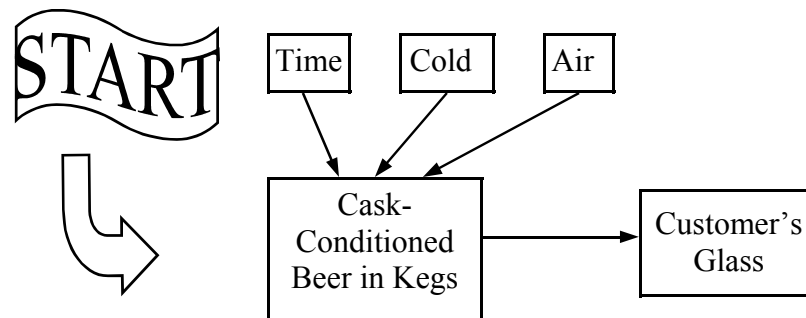 START
Time
Cold
Air
Cask-
Conditioned
Beer in Kegs
Customer’s
Glass